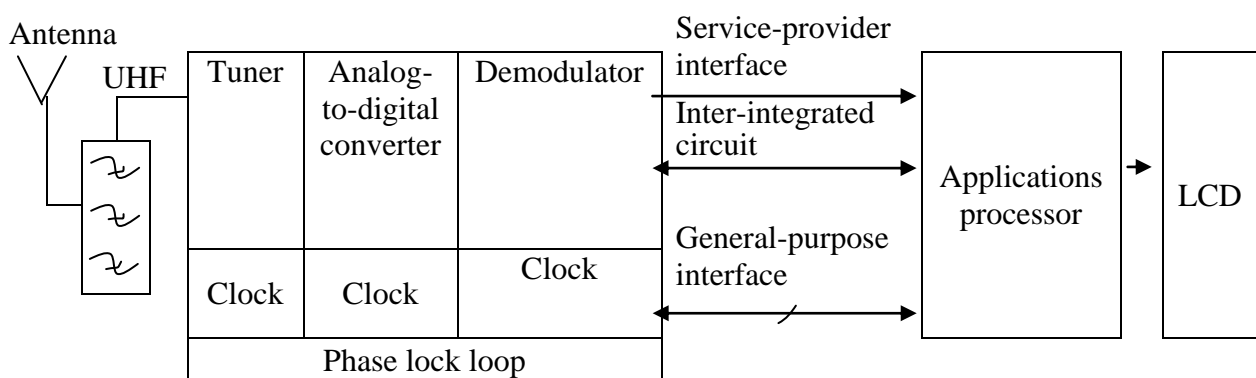 Antenna
UHF
Tuner
Analog-
to-digital
converter
Demodulator
Service-provider
interface
Inter-integrated
circuit
General-purpose
interface
Clock
Clock
Clock
Phase lock loop
Applications
processor
LCD